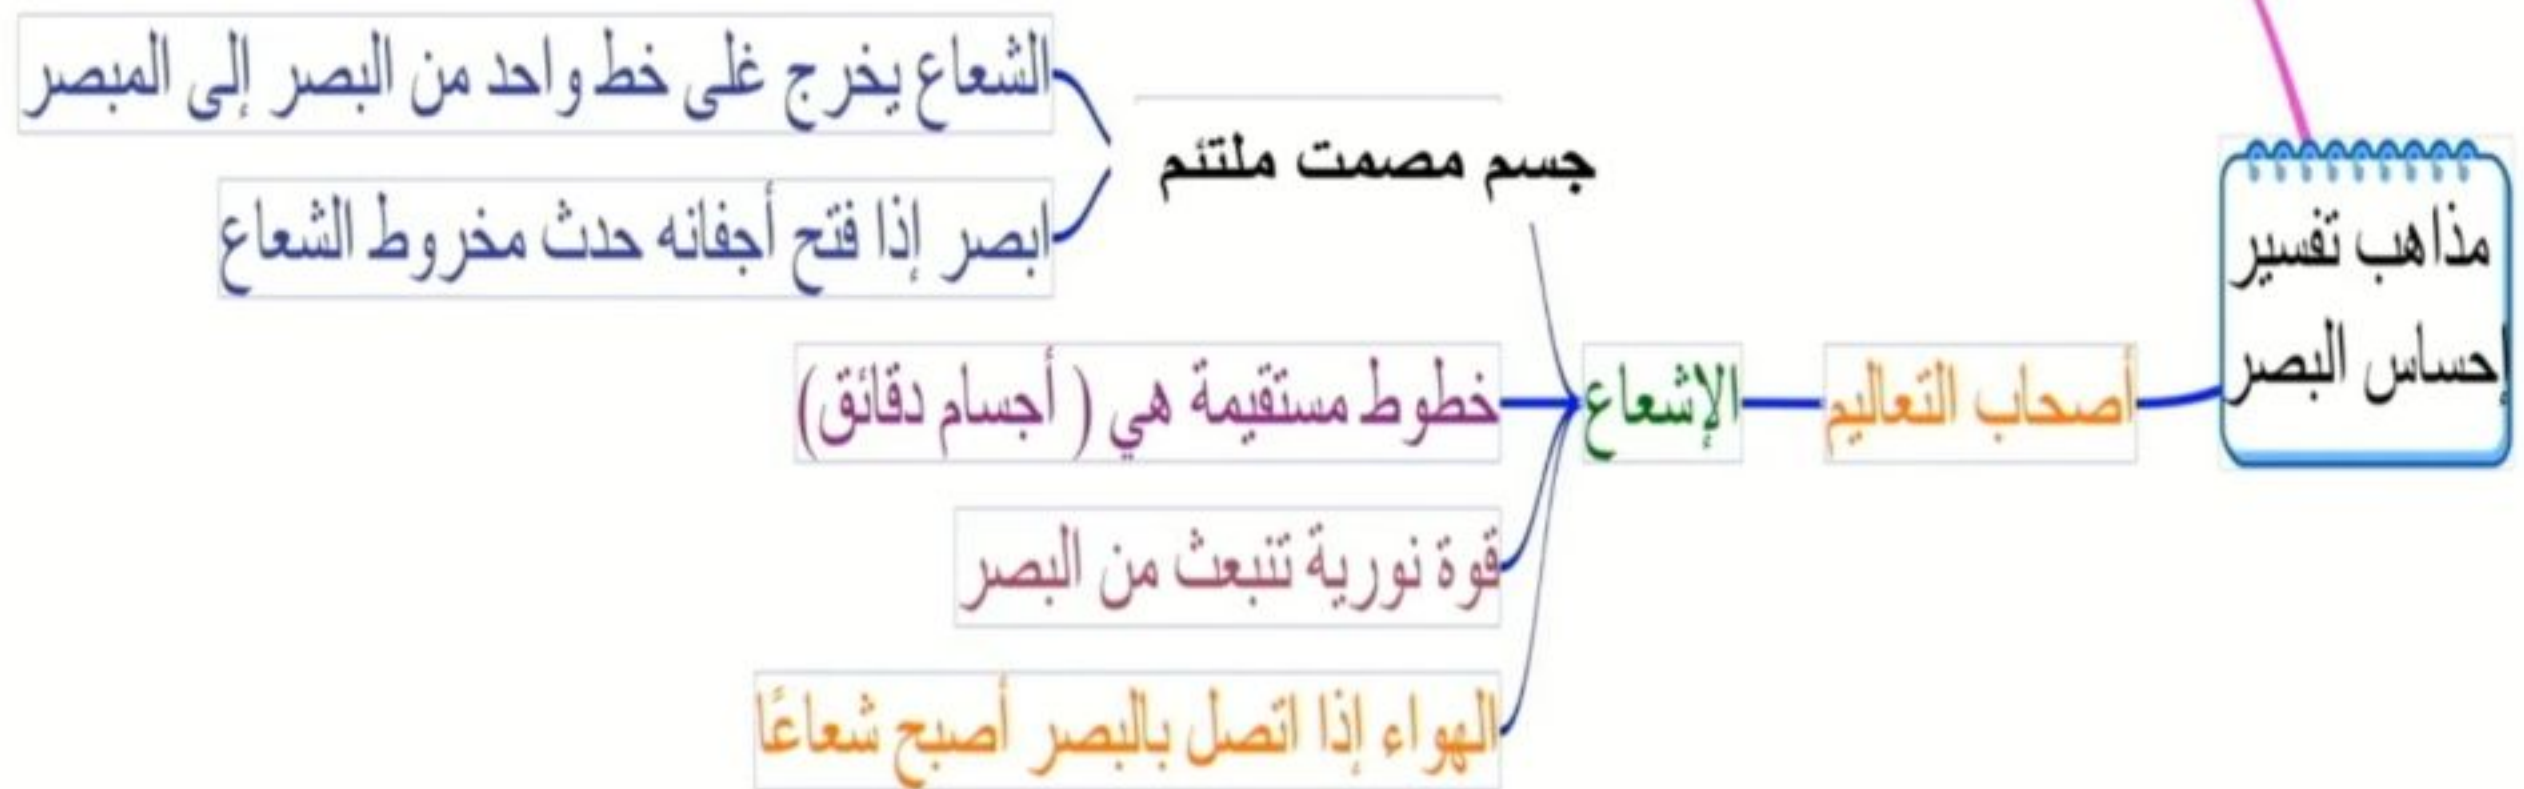 مذاهب تفسير
إحساس البصر
أصحاب التعاليم
الإشعاع
جسم مصمت ملتئم
الشعاع يخرج غلى خط واحد من البصر إلى المبصر
ابصر إذا فتح أجفانه حدث مخروط الشعاع
خطوط مستقيمة هي ( أجسام دقائق)
قوة نورية تنبعث من البصر
الهواء إذا اتصل بالبصر أصبح شعاعًا